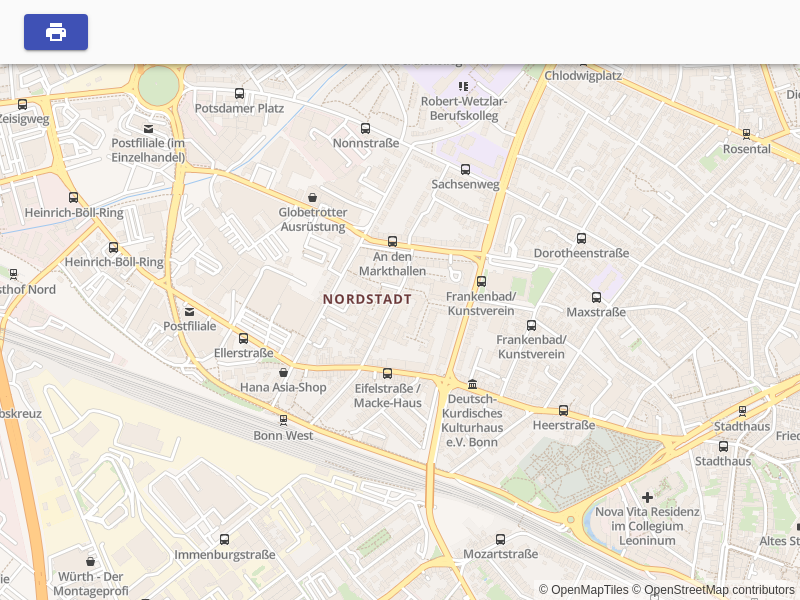 Chlodwigplatz
Potsdamer Platz
Robert-Wetzlar-
Berufskolleg
Zeisigweg
Postfiliale (im
Einzelhandel)
Nonnstraße
Rosental
Sachsenweg
Heinrich-Böll-Ring
Globetrotter
Ausrüstung
Heinrich-Böll-Ring
An den
Markthallen
Dorotheenstraße
sthof Nord
NORDSTADT
Frankenbad/
Kunstverein
Maxstraße
Postfiliale
Frankenbad/
Kunstverein
Ellerstraße
Hana Asia-Shop
Eifelstraße /
Macke-Haus
Deutsch-
Kurdisches
Kulturhaus
e.V. Bonn
bskreuz
Heerstraße
Stadthaus
Bonn West
Stadthaus
Nova Vita Residenz
im Collegium
Leoninum
Altes St
Immenburgstraße
Mozartstraße
Würth - Der
Montageprofi
© OpenMapTiles © OpenStreetMap contributors